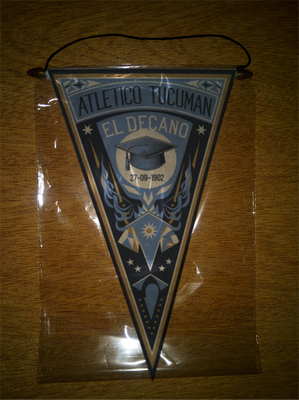 ATLETICO TUCUMAN
EL DECANO
27-09-1902